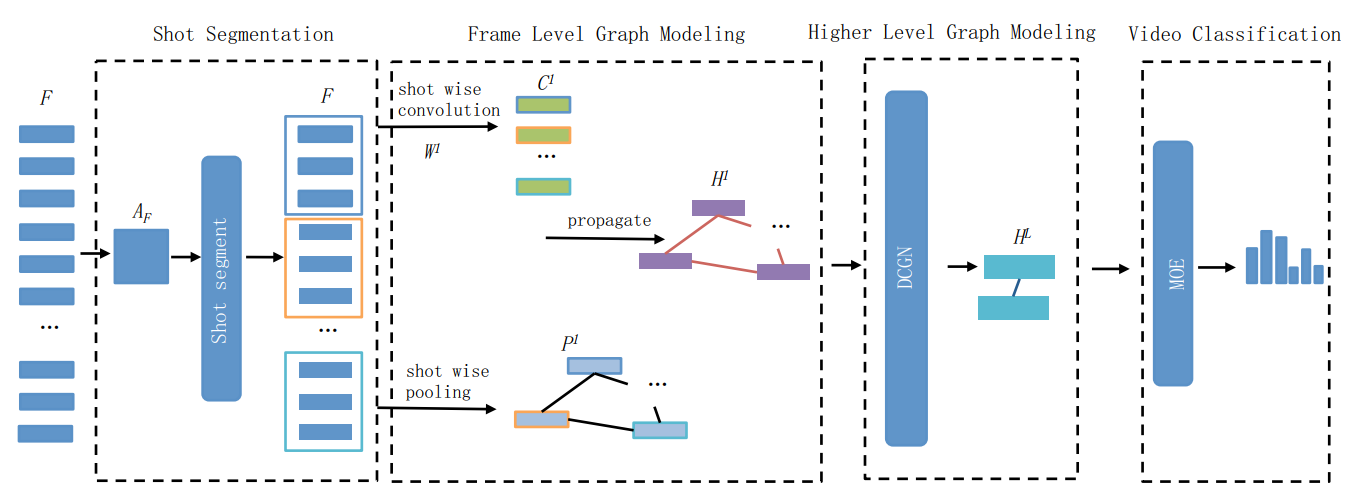 Shot Segmentation
Frame Level Graph Modeling
Higher Level Graph Modeling
Video Classification
F
...
A_F
Shot segment
F
...
shot wise
convolution
W^1
C^1
...
propagate
H^1
...
shot wise
pooling
P^1
...
DCGN
H^L
MOE